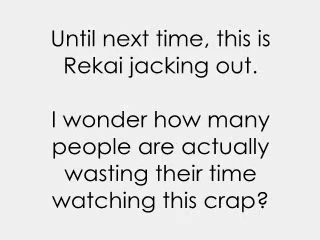 Until next time, this is
Rekai jacking out.
I wonder how many
people are actually
wasting their time
watching this crap?